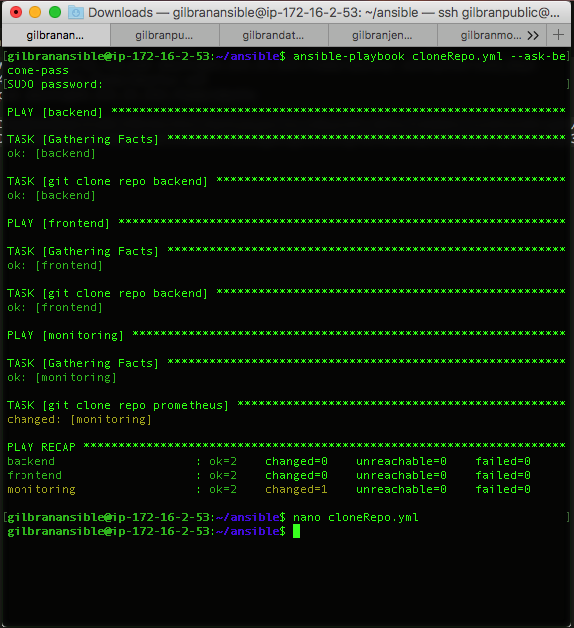 Downloads — gilbranansible@ip-172-16-2-53: ~/ansible — ssh gilbranpublic@...
gilbranan... gilbranpu... gilbrandat... gilbranjen... gilbranmo... >> +
[gilbranansible@ip-172-16-2-53:~/ansible$ ansible-playbook cloneRepo.yml --ask-be]
come-pass
[SUDO password: ]
PLAY [backend] *****************************************************************
TASK [Gathering Facts] *********************************************************
ok: [backend]
TASK [git clone repo backend] **************************************************
ok: [backend]
PLAY [frontend] ****************************************************************
TASK [Gathering Facts] *********************************************************
ok: [frontend]
TASK [git clone repo backend] **************************************************
ok: [frontend]
PLAY [monitoring] **************************************************************
TASK [Gathering Facts] *********************************************************
ok: [monitoring]
TASK [git clone repo prometheus] ***********************************************
changed: [monitoring]
PLAY RECAP *********************************************************************
backend : ok=2 changed=0 unreachable=0 failed=0
frontend : ok=2 changed=0 unreachable=0 failed=0
monitoring : ok=2 changed=1 unreachable=0 failed=0
[gilbranansible@ip-172-16-2-53:~/ansible$ nano cloneRepo.yml ]
gilbranansible@ip-172-16-2-53:~/ansible$